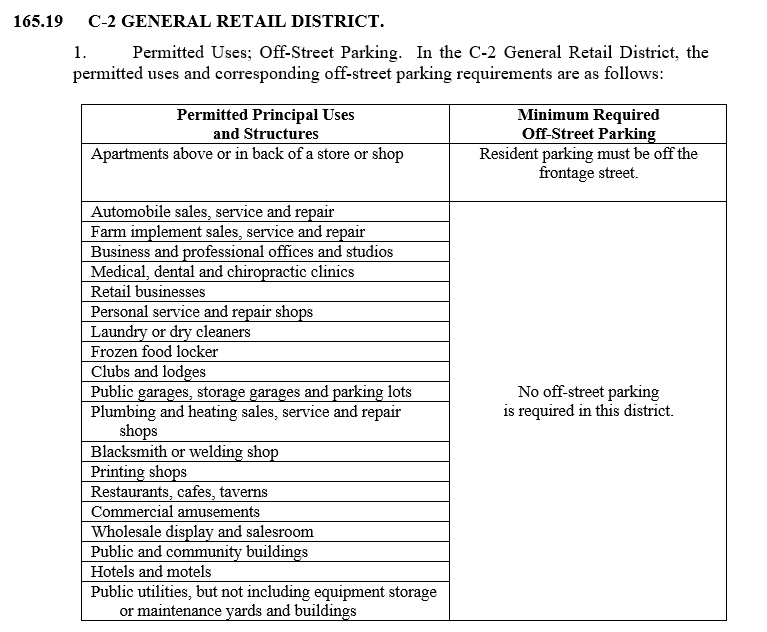 165.19 C-2 GENERAL RETAIL DISTRICT.
1. Permitted Uses; Off-Street Parking. In the C-2 General Retail District, the
permitted uses and corresponding off-street parking requirements are as follows:
Permitted Principal Uses
and Structures
Minimum Required
Off-Street Parking
Apartments above or in back of a store or shop
Resident parking must be off the
frontage street.
Automobile sales, service and repair
Farm implement sales, service and repair
Business and professional offices and studios
Medical, dental and chiropractic clinics
Retail businesses
Personal service and repair shops
Laundry or dry cleaners
Frozen food locker
Clubs and lodges
Public garages, storage garages and parking lots
Plumbing and heating sales, service and repair
shops
Blacksmith or welding shop
Printing shops
Restaurants, cafes, taverns
Commercial amusements
Wholesale display and salesroom
Public and community buildings
Hotels and motels
Public utilities, but not including equipment storage
or maintenance yards and buildings
No off-street parking
is required in this district.